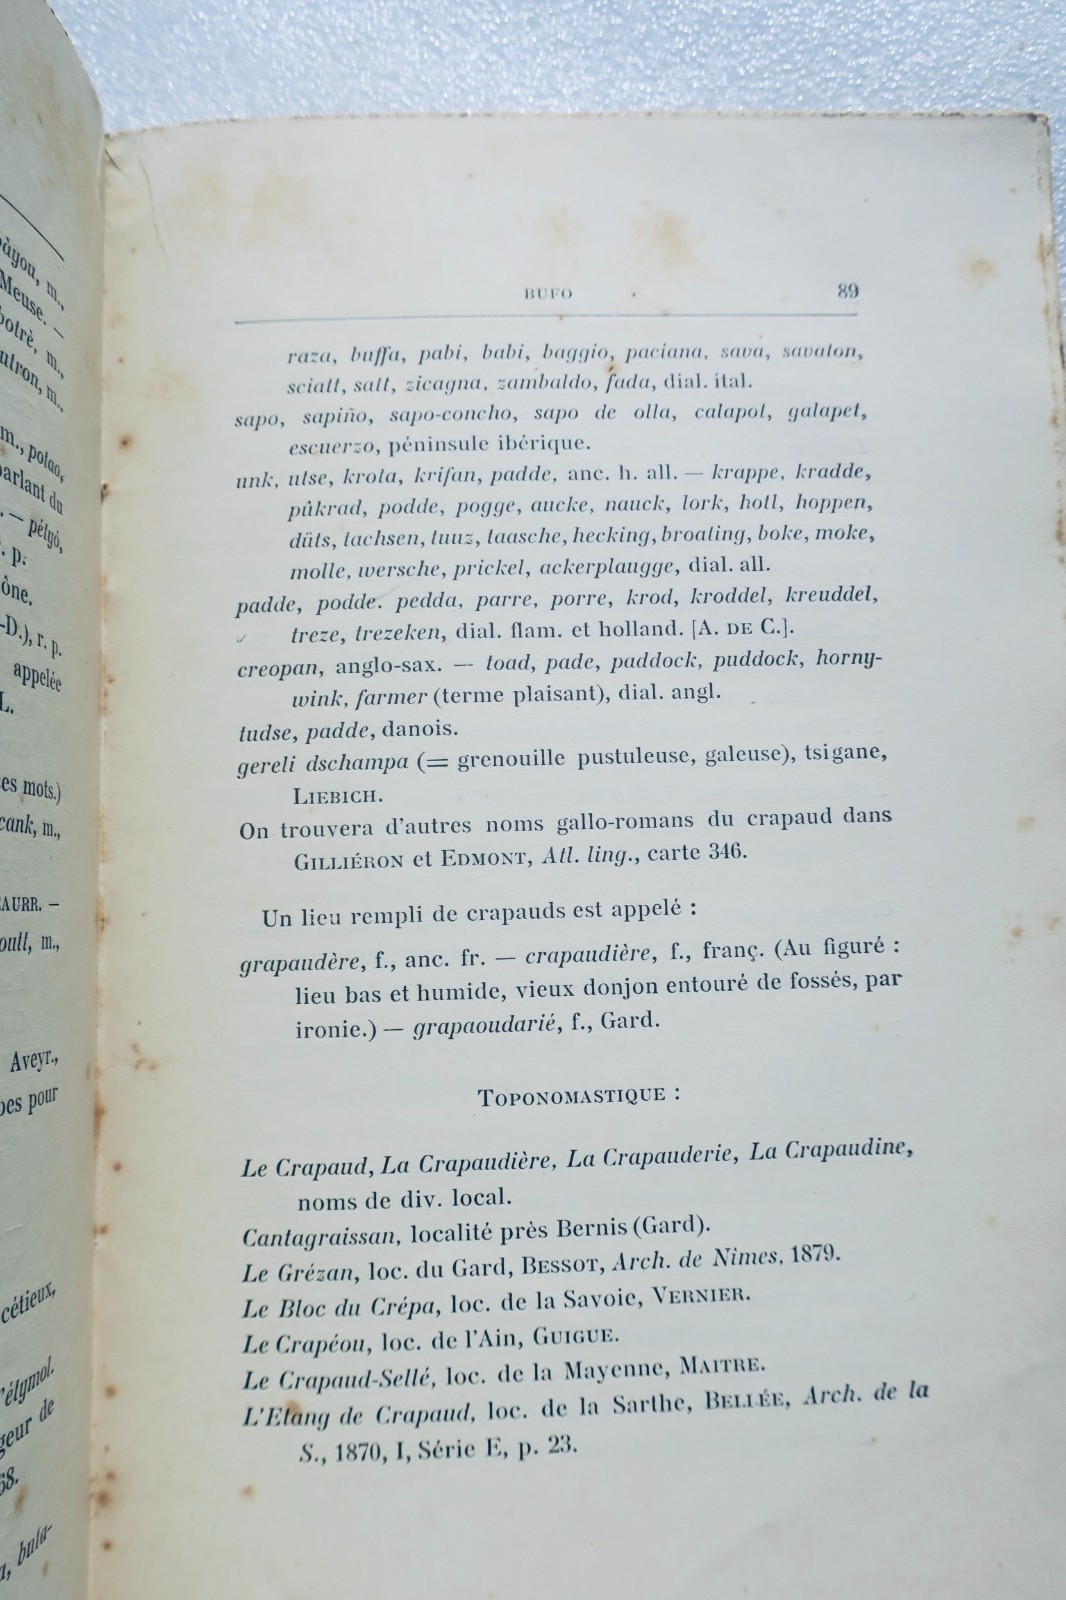 BUFO 89
raza, buffa, pabi, babi, baggio, paciana, sava, savaton,
sciatt, satt, zicagna, zambaldo, fada, dial. ital.
sapo, sapiño, sapo-concho, sapo de olla, calapot, galapet,
escuerzo, péninsule ibérique.
unk, utse, krota, krifan, padde, anc. h. all. — krappe, kradde,
pûkrad, podde, pogge, aucke, nauck, lork, hotl, hoppen,
düts, tachsen, tuuz, taasche, hecking, broating, boke, moke,
molle, wersche, prickel, ackerplaugge, dial. all.
padde, podde. pedda, parre, porre, krod, kroddel, kreuddel,
treze, trezeken, dial. flam. et holland. [A. DE C.].
creopan, anglo-sax. — toad, pade, paddock, puddock, horny-
wink, farmer (terme plaisant), dial. angl.
tudse, padde, danois.
gereli dschampa (= grenouille pustuleuse, galeuse), tsigane,
LIEBICH.
On trouvera d'autres noms gallo-romans du crapaud dans
GILLIÉRON et EDMONT, Atl. ling., carte 346.
Un lieu rempli de crapauds est appelé :
grapaudère, f., anc. fr. — crapaudière, f., franç. (Au figuré :
lieu bas et humide, vieux donjon entouré de fossés, par
ironie.) — grapaoudarié, f., Gard.
TOPONOMASTIQUE :
Le Crapaud, La Crapaudière, La Crapauderie, La Crapaudine,
noms de div. local.
Cantagraissan, localité près Bernis (Gard).
Le Grézan, loc. du Gard, BESSOT, Arch. de Nimes, 1879.
Le Bloc du Crépa, loc. de la Savoie, VERNIER.
Le Crapéou, loc. de l'Ain, GUIGUE.
Le Crapaud-Sellé, loc. de la Mayenne, MAITRE.
L'Etang de Crapaud, loc. de la Sarthe, BELLÉE, Arch. de la
S., 1870, I, Série E, p. 23.